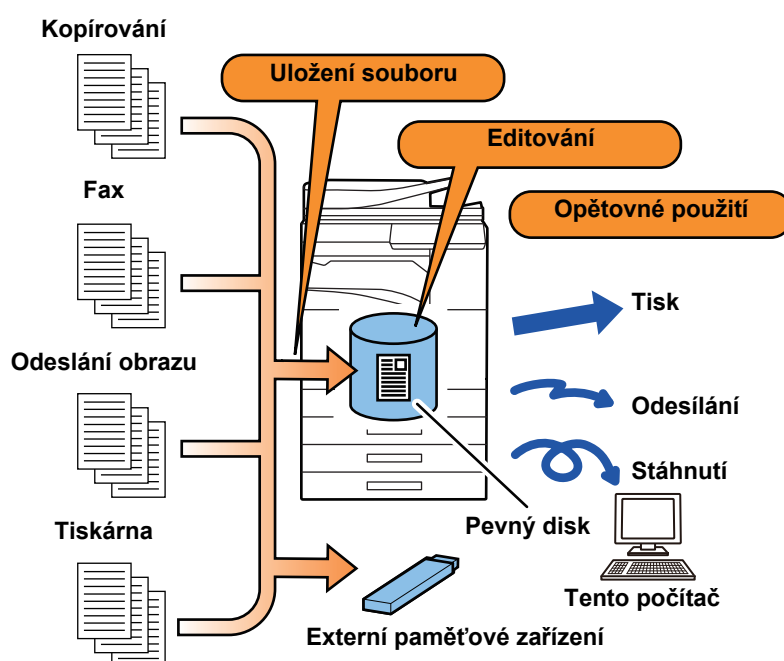 Kopírování
Uložení souboru
Editování
Fax
Opětovné použití
Tisk
Odeslání obrazu
Odesílání
Stáhnutí
Pevný disk
Tiskárna
Tento počítač
Externí paměťové zařízení